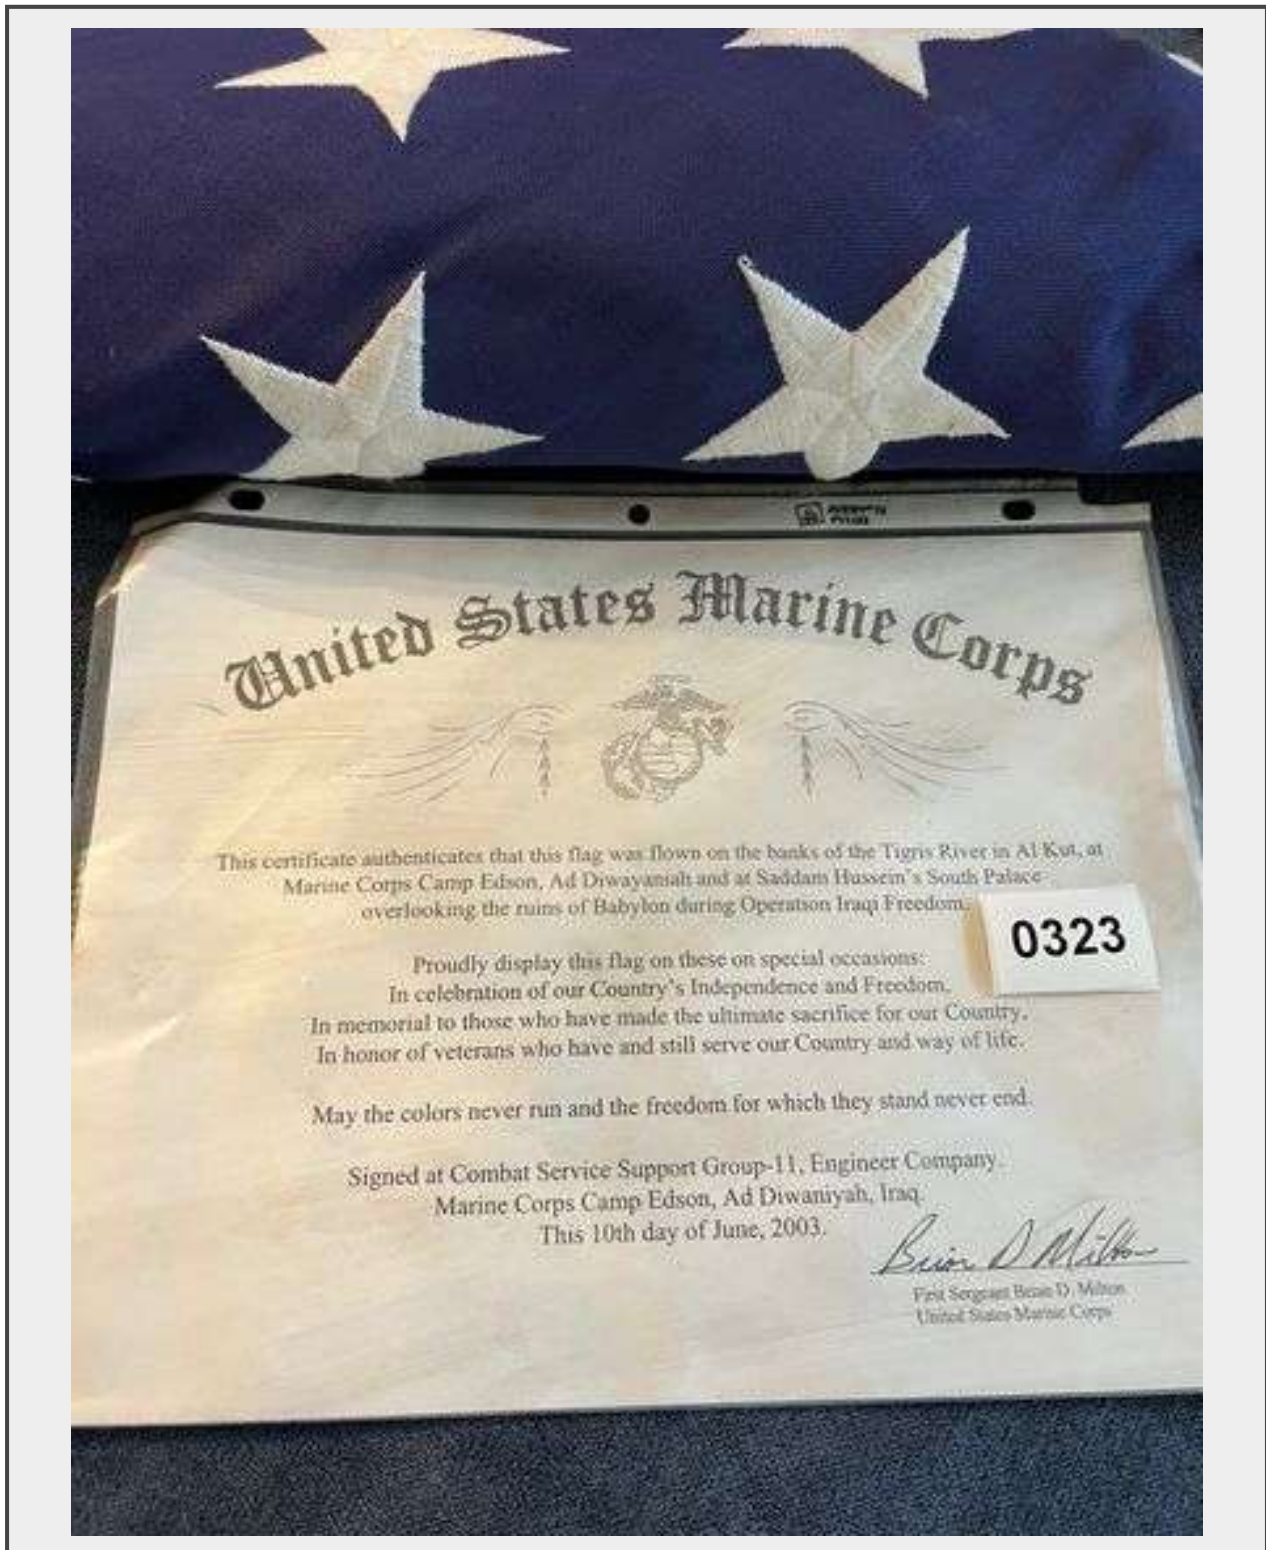 United States Marine Corps
This certificate authenticates that this flag was flown on the banks of the Tigris River in Al Kut, at
Marine Corps Camp Edson, Ad Diwayaniah and at Saddam Hussein's South Palace
overlooking the ruins of Babylon during Operation Iraqi Freedom.
0323
Proudly display this flag on these on special occasions:
In celebration of our Country's Independence and Freedom.
In memorial to those who have made the ultimate sacrifice for our Country.
In honor of veterans who have and still serve our Country and way of life.
May the colors never run and the freedom for which they stand never end.
Signed at Combat Service Support Group-11, Engineer Company.
Marine Corps Camp Edson, Ad Diwaniyah, Iraq.
This 10th day of June, 2003.
Brian D Milton
First Sergeant Brian D. Milton
United States Marine Corps